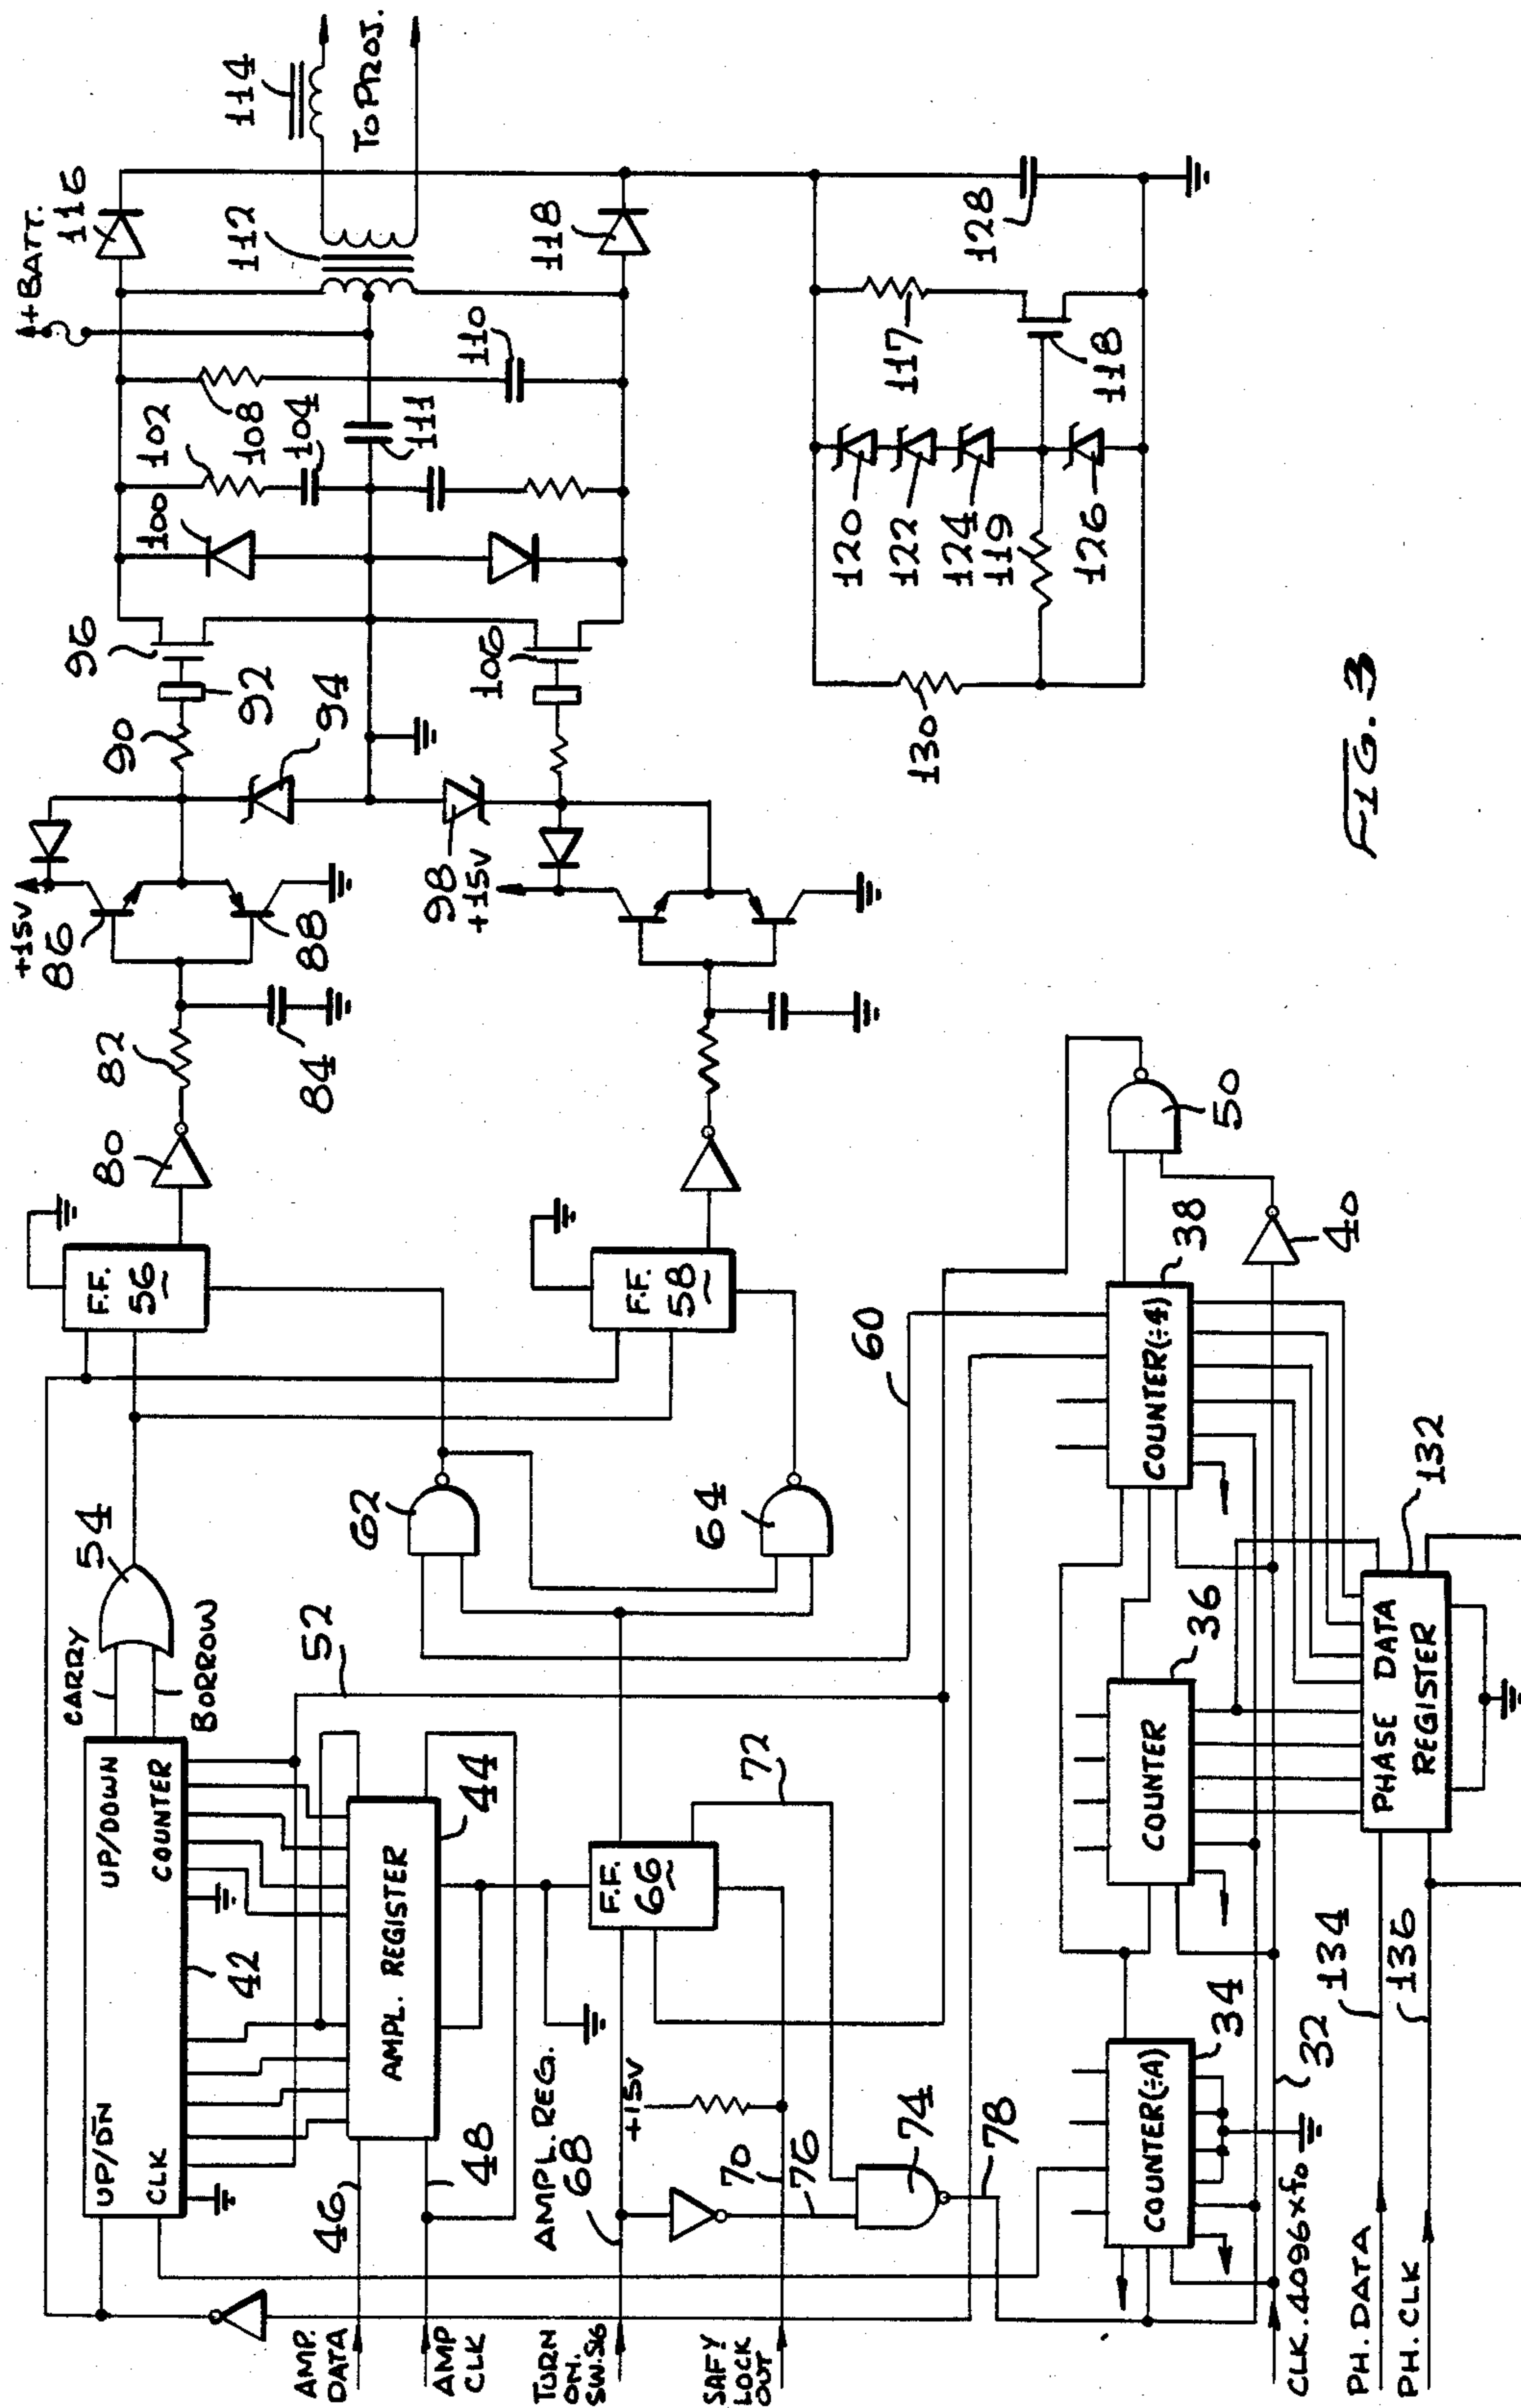 +BATT.
116
114
112
TO PROJ.
118
110
108
102
104
111
100
96
92
106
90
94
98
+15V
86
88
+15V
82
84
80
F.F.
56
F.F.
58
54
CARRY
BORROW
62
64
60
52
UP/DOWN
COUNTER
UP/D̅N̅
CLK
42
AMPL. REGISTER
44
46
48
AMP.
DATA
AMP
CLK
AMPL. REG.
68
+15V
F.F.
66
72
70
76
74
78
TURN
ON.
SW.SIG
SAFY
LOCK
OUT
128
117
118
120
122
124
119
126
130
50
40
38
COUNTER(÷4)
36
COUNTER
34
COUNTER(÷A)
32
132
PHASE DATA
REGISTER
134
136
CLK. 4096xfo
PH. DATA
PH. CLK
FIG. 3